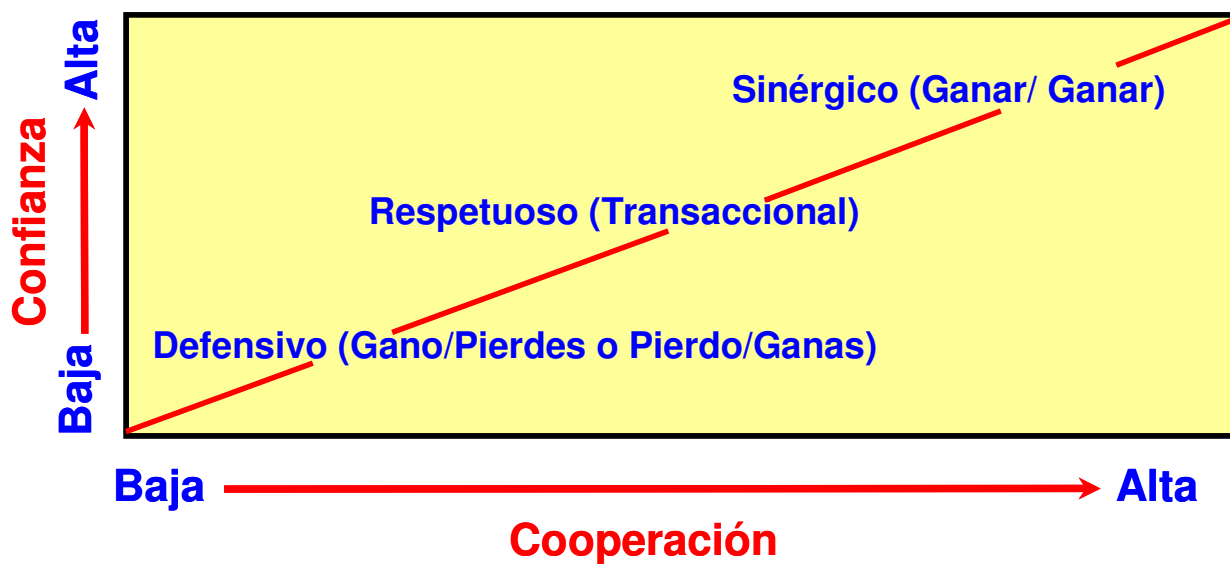 Alta
Confianza
Baja
Sinérgico (Ganar/ Ganar)
Respetuoso (Transaccional)
Defensivo (Gano/Pierdes o Pierdo/Ganas)
Baja
Alta
Cooperación